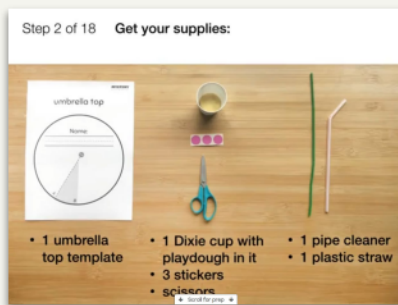 Step 2 of 18 Get your supplies:
umbrella top
Name
• 1 umbrella
top template
• 1 Dixie cup with
playdough in it
• 3 stickers
• scissors
• 1 pipe cleaner
• 1 plastic straw
Scroll for prep